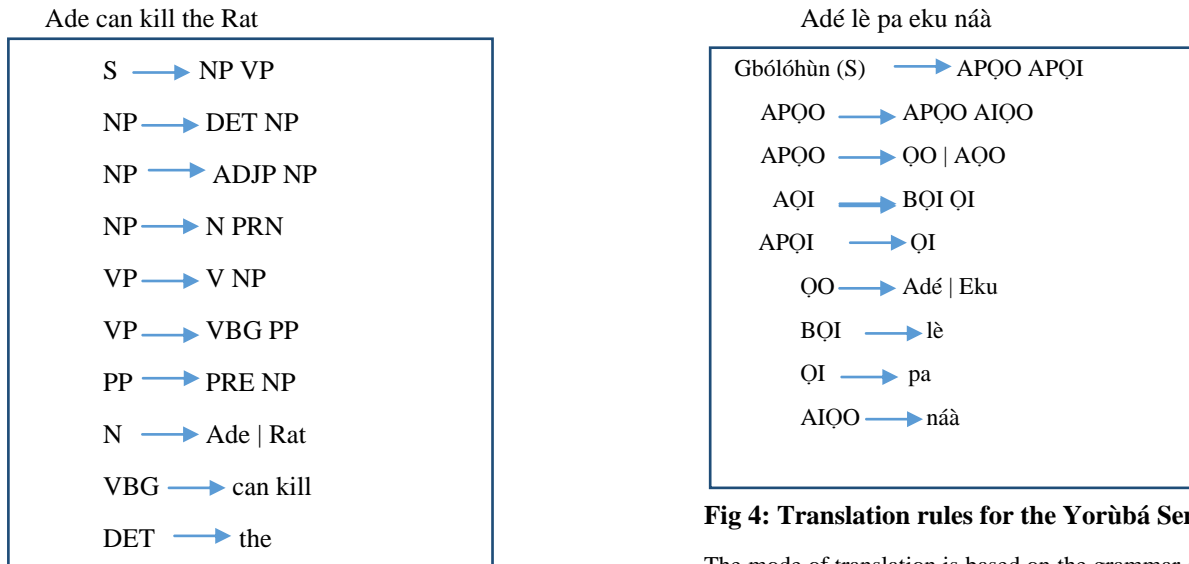 Ade can kill the Rat
S → NP VP
NP → DET NP
NP → ADJP NP
NP → N PRN
VP → V NP
VP → VBG PP
PP → PRE NP
N → Ade | Rat
VBG → can kill
DET → the
Adé lè pa eku náà
Gbólóhùn (S) → APỌO APỌI
APỌO → APỌO AIỌO
APỌO → ỌO | AỌO
AỌI → BỌI ỌI
APỌI → ỌI
ỌO → Adé | Eku
BỌI → lè
ỌI → pa
AIỌO → náà
Fig 4: Translation rules for the Yorùbá
The mode of translation is based on the grammar